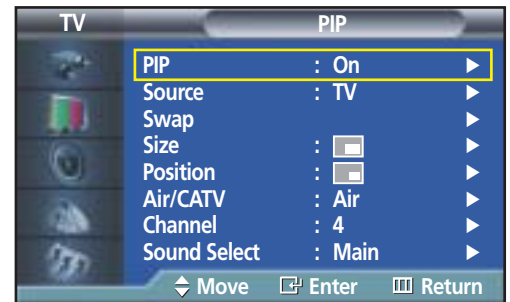 TV PIP
PIP : On
Source : TV
Swap
Size :
Position :
Air/CATV : Air
Channel : 4
Sound Select : Main
Move Enter Return